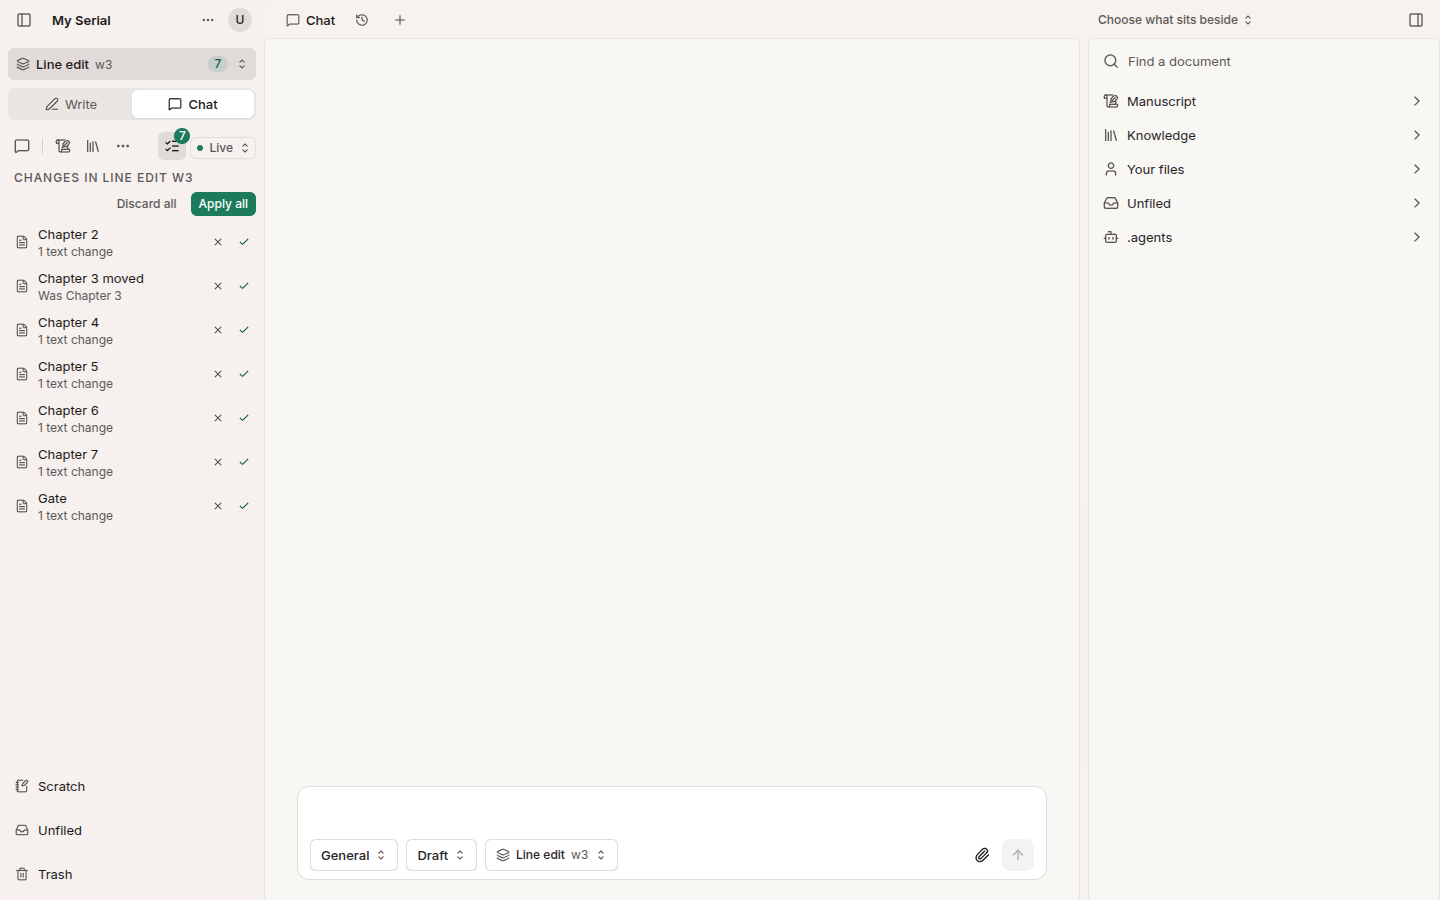 My Serial
U
Chat
Choose what sits beside
Line edit w3
7
Write
Chat
7
Live
CHANGES IN LINE EDIT W3
Discard all
Apply all
Chapter 2
1 text change
Chapter 3 moved
Was Chapter 3
Chapter 4
1 text change
Chapter 5
1 text change
Chapter 6
1 text change
Chapter 7
1 text change
Gate
1 text change
Scratch
Unfiled
Trash
General
Draft
Line edit w3
Find a document
Manuscript
Knowledge
Your files
Unfiled
.agents